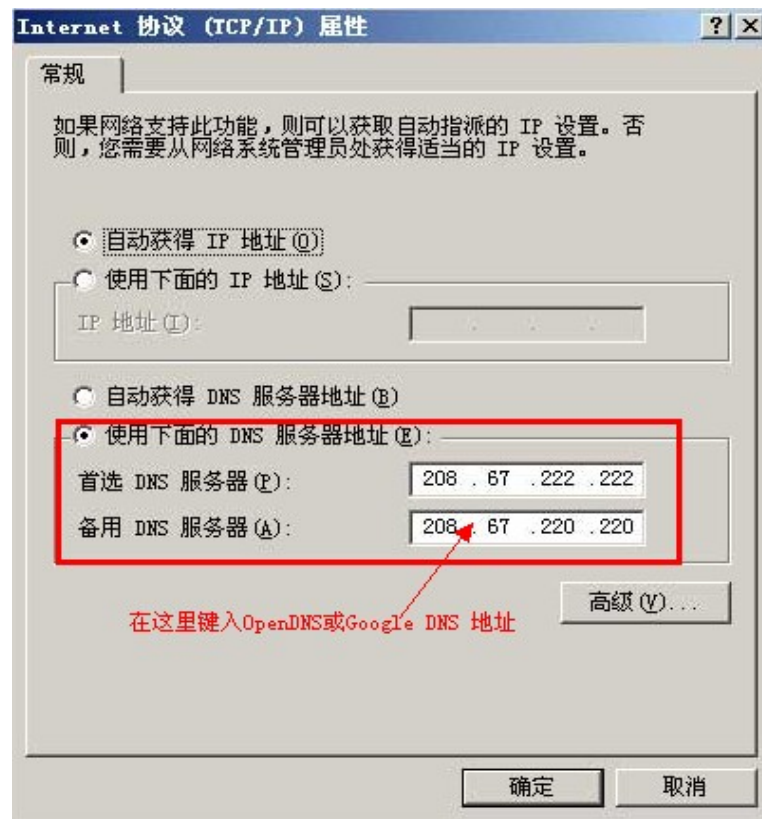 Internet 协议 (TCP/IP) 属性
常规
如果网络支持此功能，则可以获取自动指派的 IP 设置。否
则，您需要从网络系统管理员处获得适当的 IP 设置。
自动获得 IP 地址(O)
使用下面的 IP 地址(S):
IP 地址(I):
自动获得 DNS 服务器地址(B)
使用下面的 DNS 服务器地址(E):
首选 DNS 服务器(P): 208 . 67 .222 .222
备用 DNS 服务器(A): 208 . 67 .220 .220
在这里键入OpenDNS或Google DNS 地址
高级(V)...
确定 取消